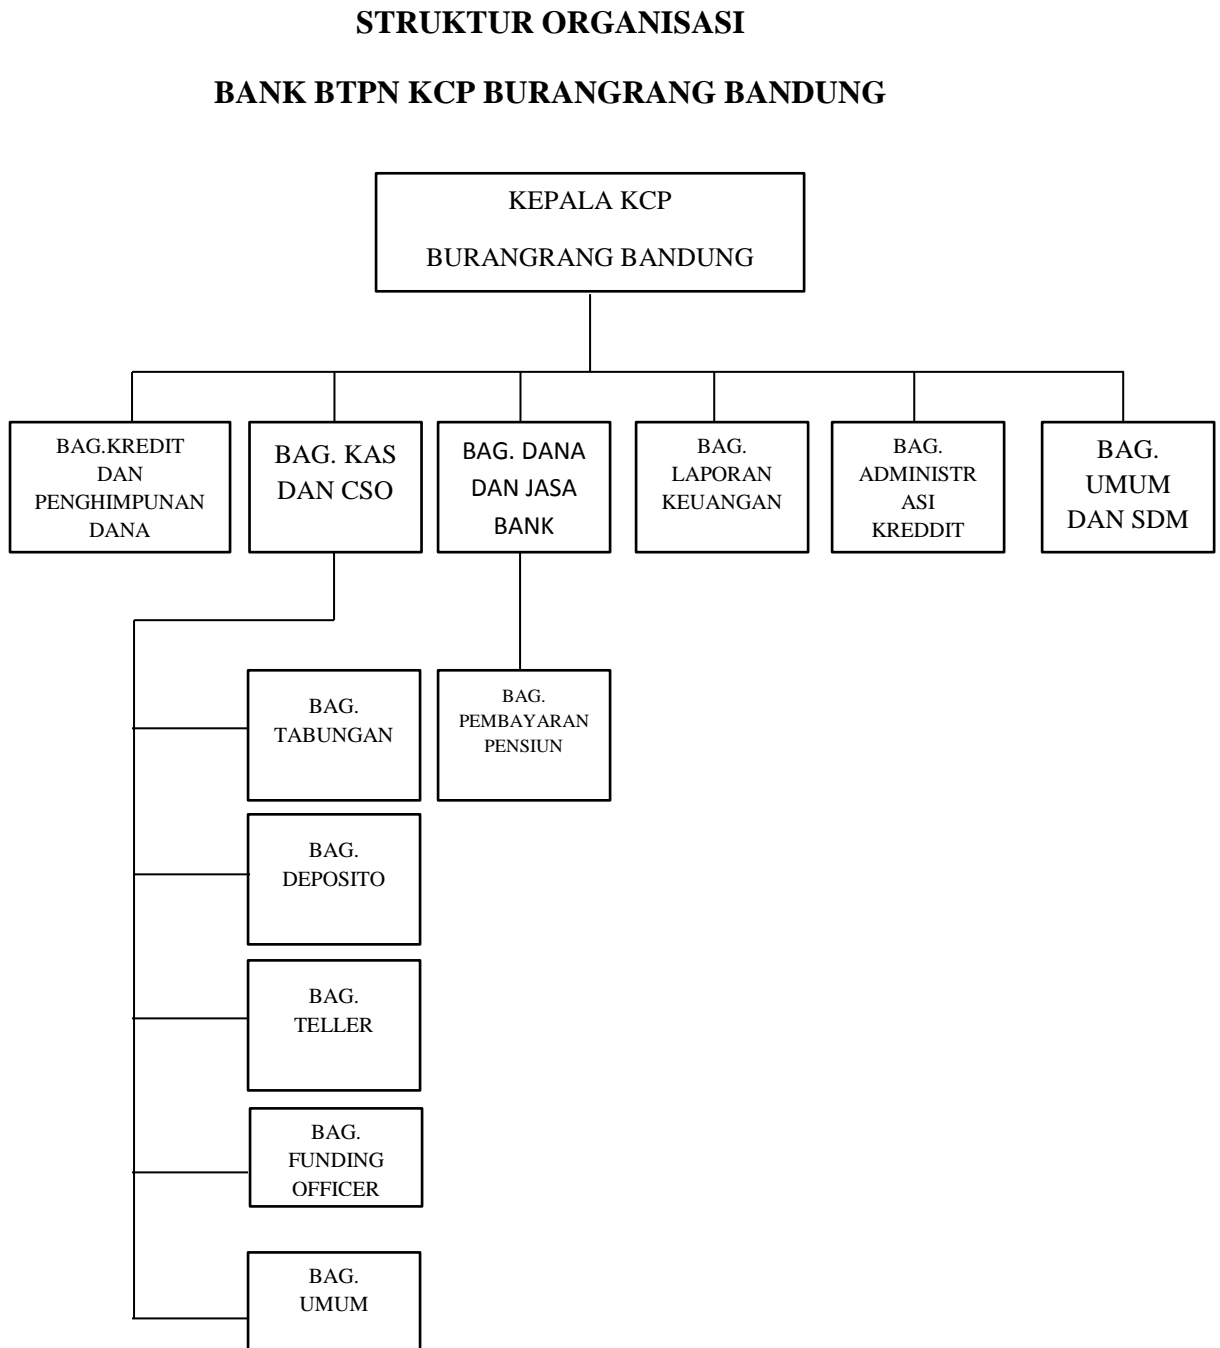 STRUKTUR ORGANISASI
BANK BTPN KCP BURANGRANG BANDUNG
KEPALA KCP
BURANGRANG BANDUNG
BAG.KREDIT
DAN
PENGHIMPUNAN
DANA
BAG. KAS
DAN CSO
BAG. DANA
DAN JASA
BANK
BAG.
LAPORAN
KEUANGAN
BAG.
ADMINISTR
ASI
KREDDIT
BAG.
UMUM
DAN SDM
BAG.
TABUNGAN
BAG.
PEMBAYARAN
PENSIUN
BAG.
DEPOSITO
BAG.
TELLER
BAG.
FUNDING
OFFICER
BAG.
UMUM